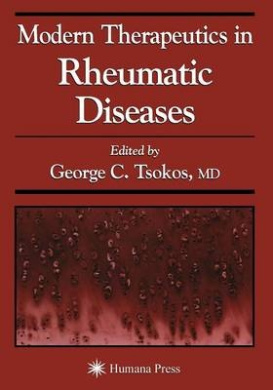 Modern Therapeutics in
Rheumatic
Diseases
Edited by
George C. Tsokos, MD
Humana Press